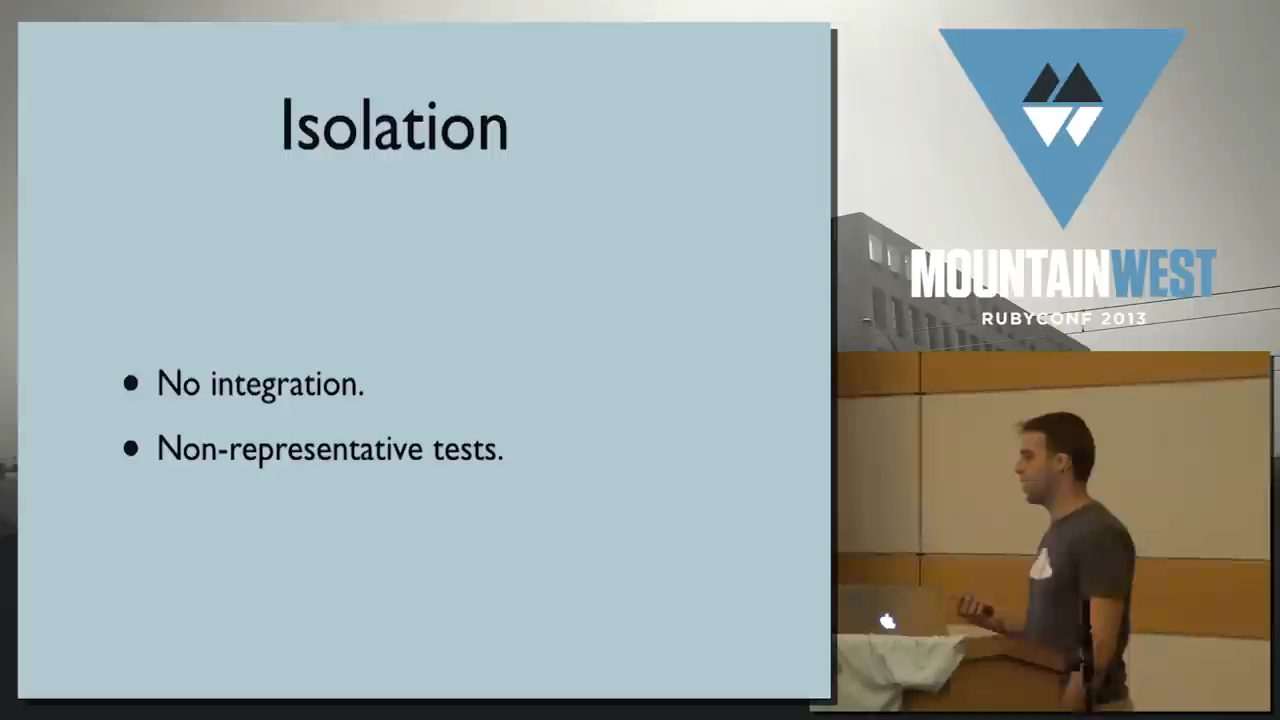 Isolation
• No integration.
• Non-representative tests.
MOUNTAINWEST
RUBYCONF 2013